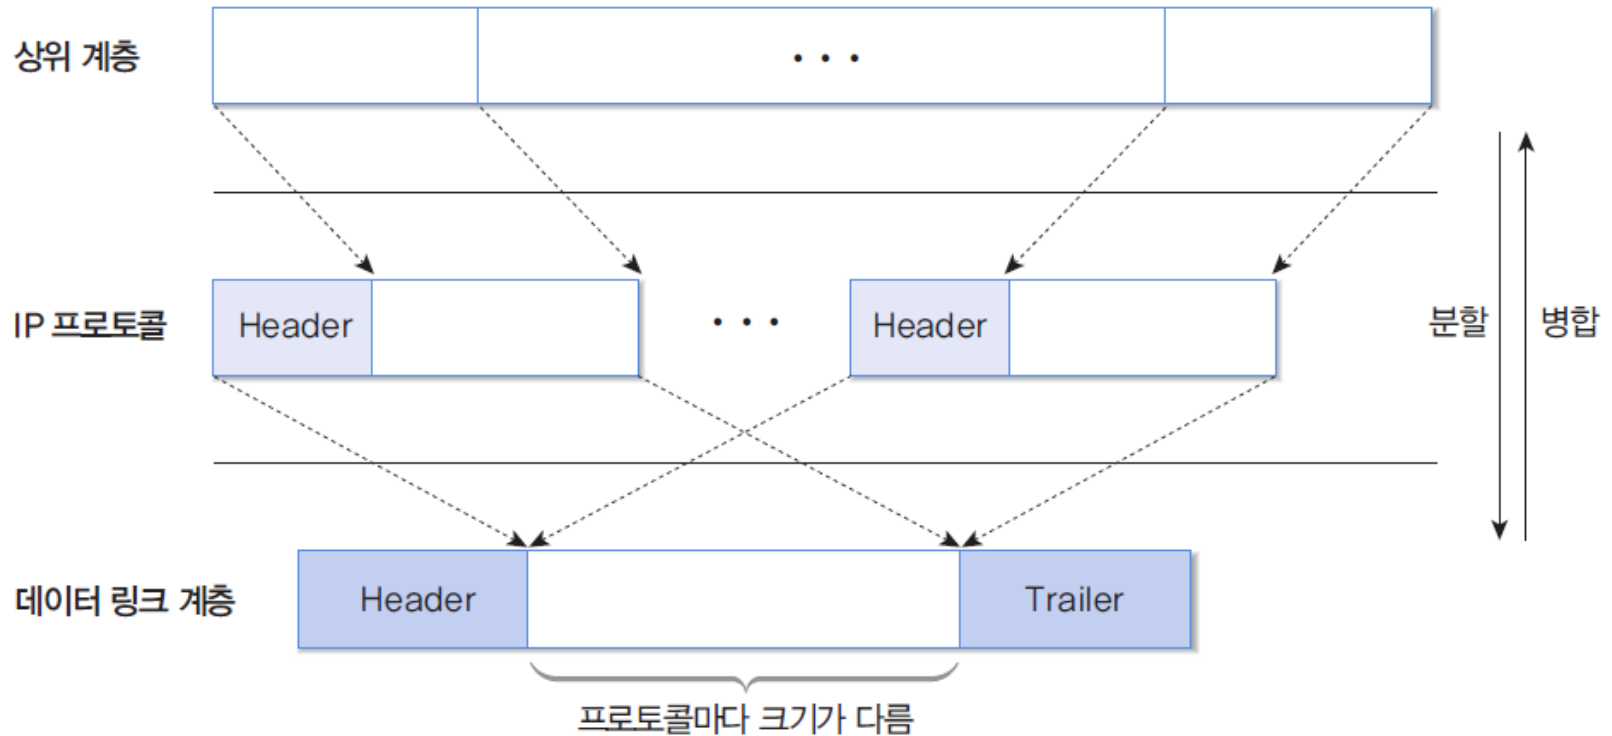 상위 계층
• • •
IP 프로토콜
Header
• • •
Header
분할
병합
데이터 링크 계층
Header
Trailer
프로토콜마다 크기가 다름